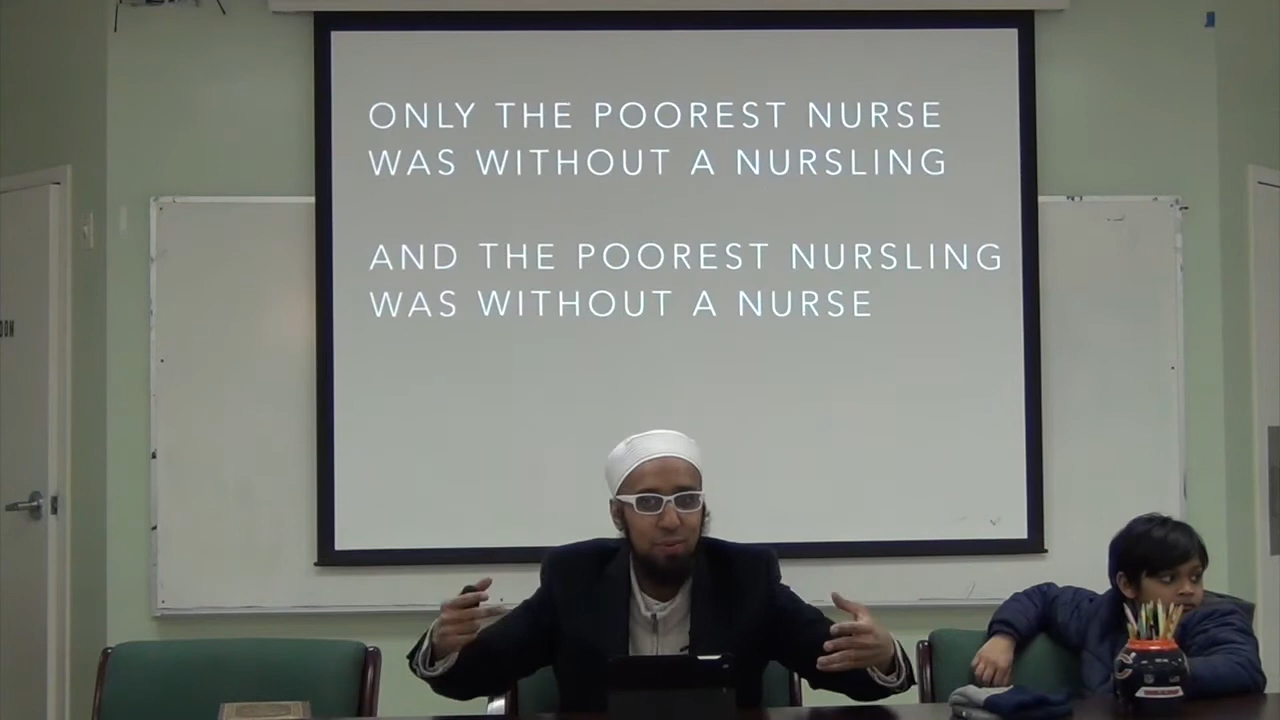 ONLY THE POOREST NURSE
WAS WITHOUT A NURSLING
AND THE POOREST NURSLING
WAS WITHOUT A NURSE